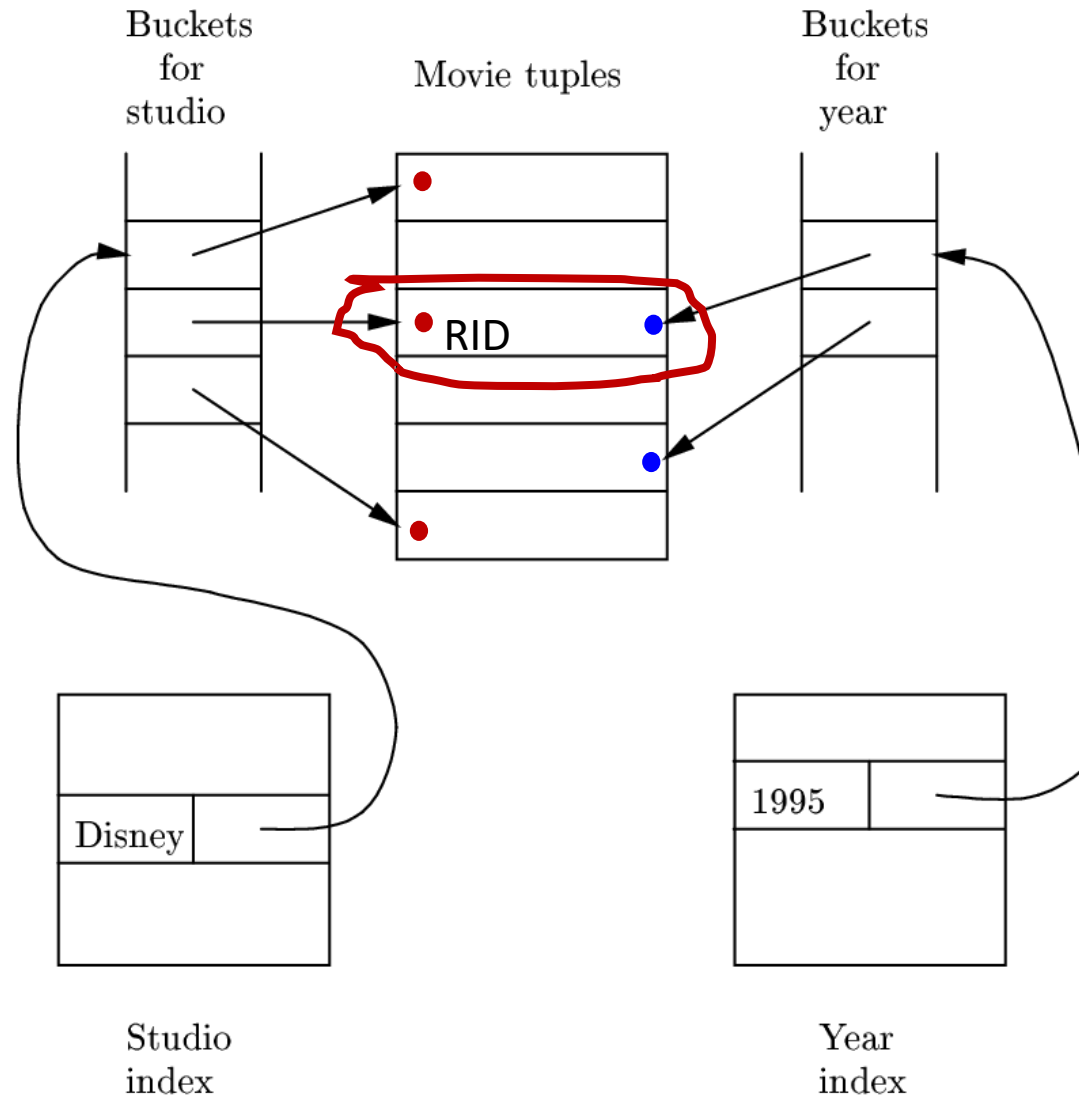 Buckets
for
studio
Movie tuples
Buckets
for
year
RID
Disney
1995
Studio
index
Year
index